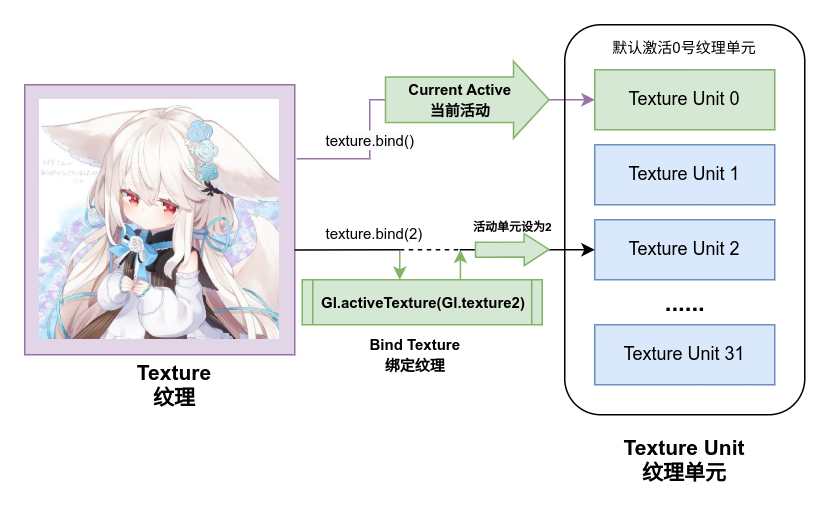 默认激活0号纹理单元
Current Active
当前活动
Texture Unit 0
texture.bind()
Texture Unit 1
texture.bind(2)
活动单元设为2
Texture Unit 2
Gl.activeTexture(Gl.texture2)
......
Bind Texture
绑定纹理
Texture Unit 31
Texture
纹理
Texture Unit
纹理单元